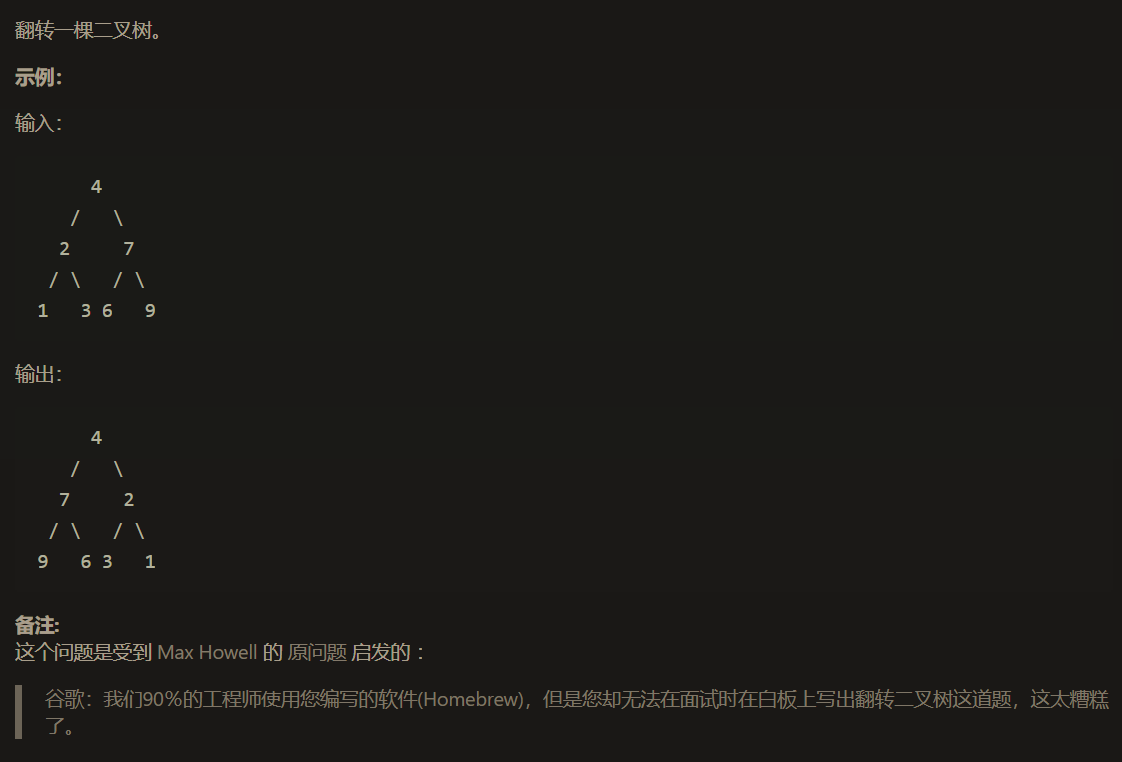 翻转一棵二叉树。
示例：
输入：
     4
   /   \
  2     7
 / \   / \
1   3 6   9
输出：
     4
   /   \
  7     2
 / \   / \
9   6 3   1
备注:
这个问题是受到 Max Howell 的 原问题 启发的 ：
谷歌：我们90％的工程师使用您编写的软件(Homebrew)，但是您却无法在面试时在白板上写出翻转二叉树这道题，这太糟糕
了。